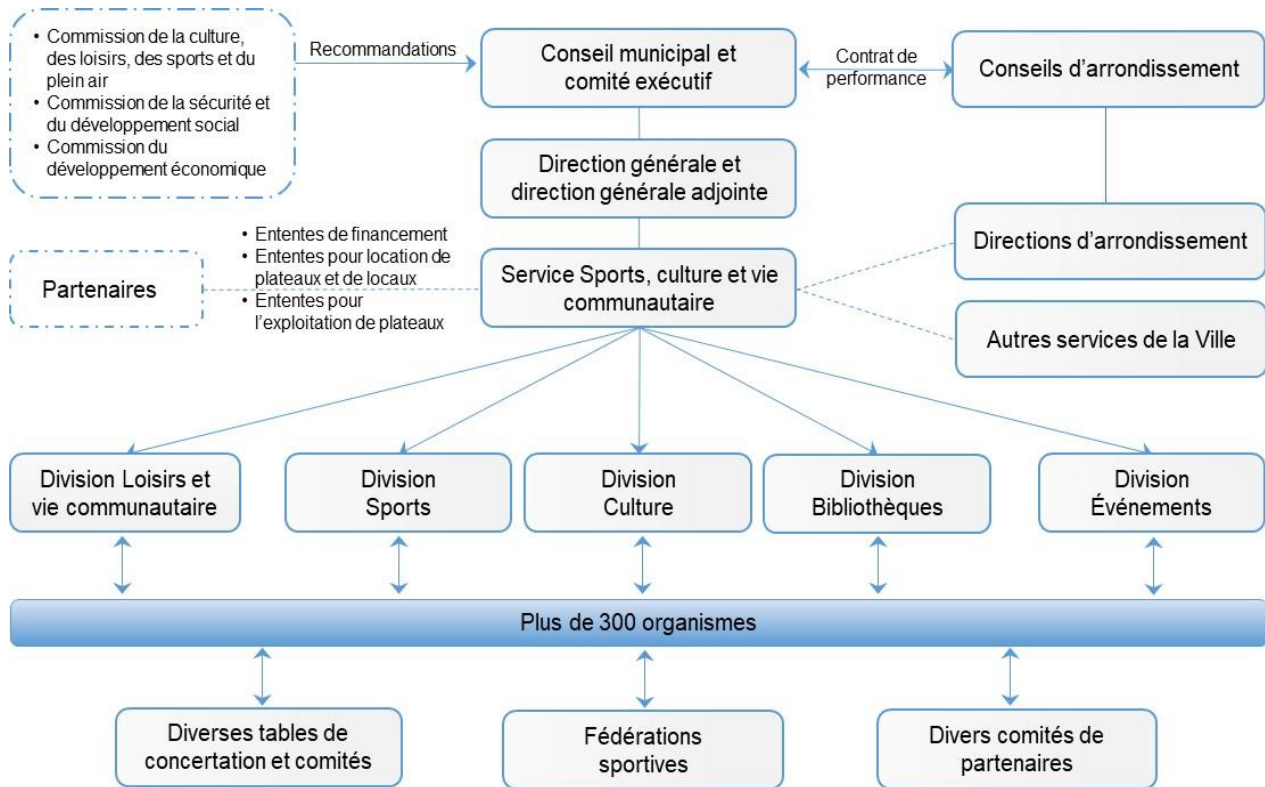 • Commission de la culture,
des loisirs, des sports et du
plein air
• Commission de la sécurité et
du développement social
• Commission du
développement économique
Recommandations
Conseil municipal et
comité exécutif
Contrat de
performance
Conseils d'arrondissement
Direction générale et
direction générale adjointe
Partenaires
• Ententes de financement
• Ententes pour location de
plateaux et de locaux
• Ententes pour
l'exploitation de plateaux
Service Sports, culture et vie
communautaire
Directions d'arrondissement
Autres services de la Ville
Division Loisirs et
vie communautaire
Division
Sports
Division
Culture
Division
Bibliothèques
Division
Événements
Plus de 300 organismes
Diverses tables de
concertation et comités
Fédérations
sportives
Divers comités de
partenaires